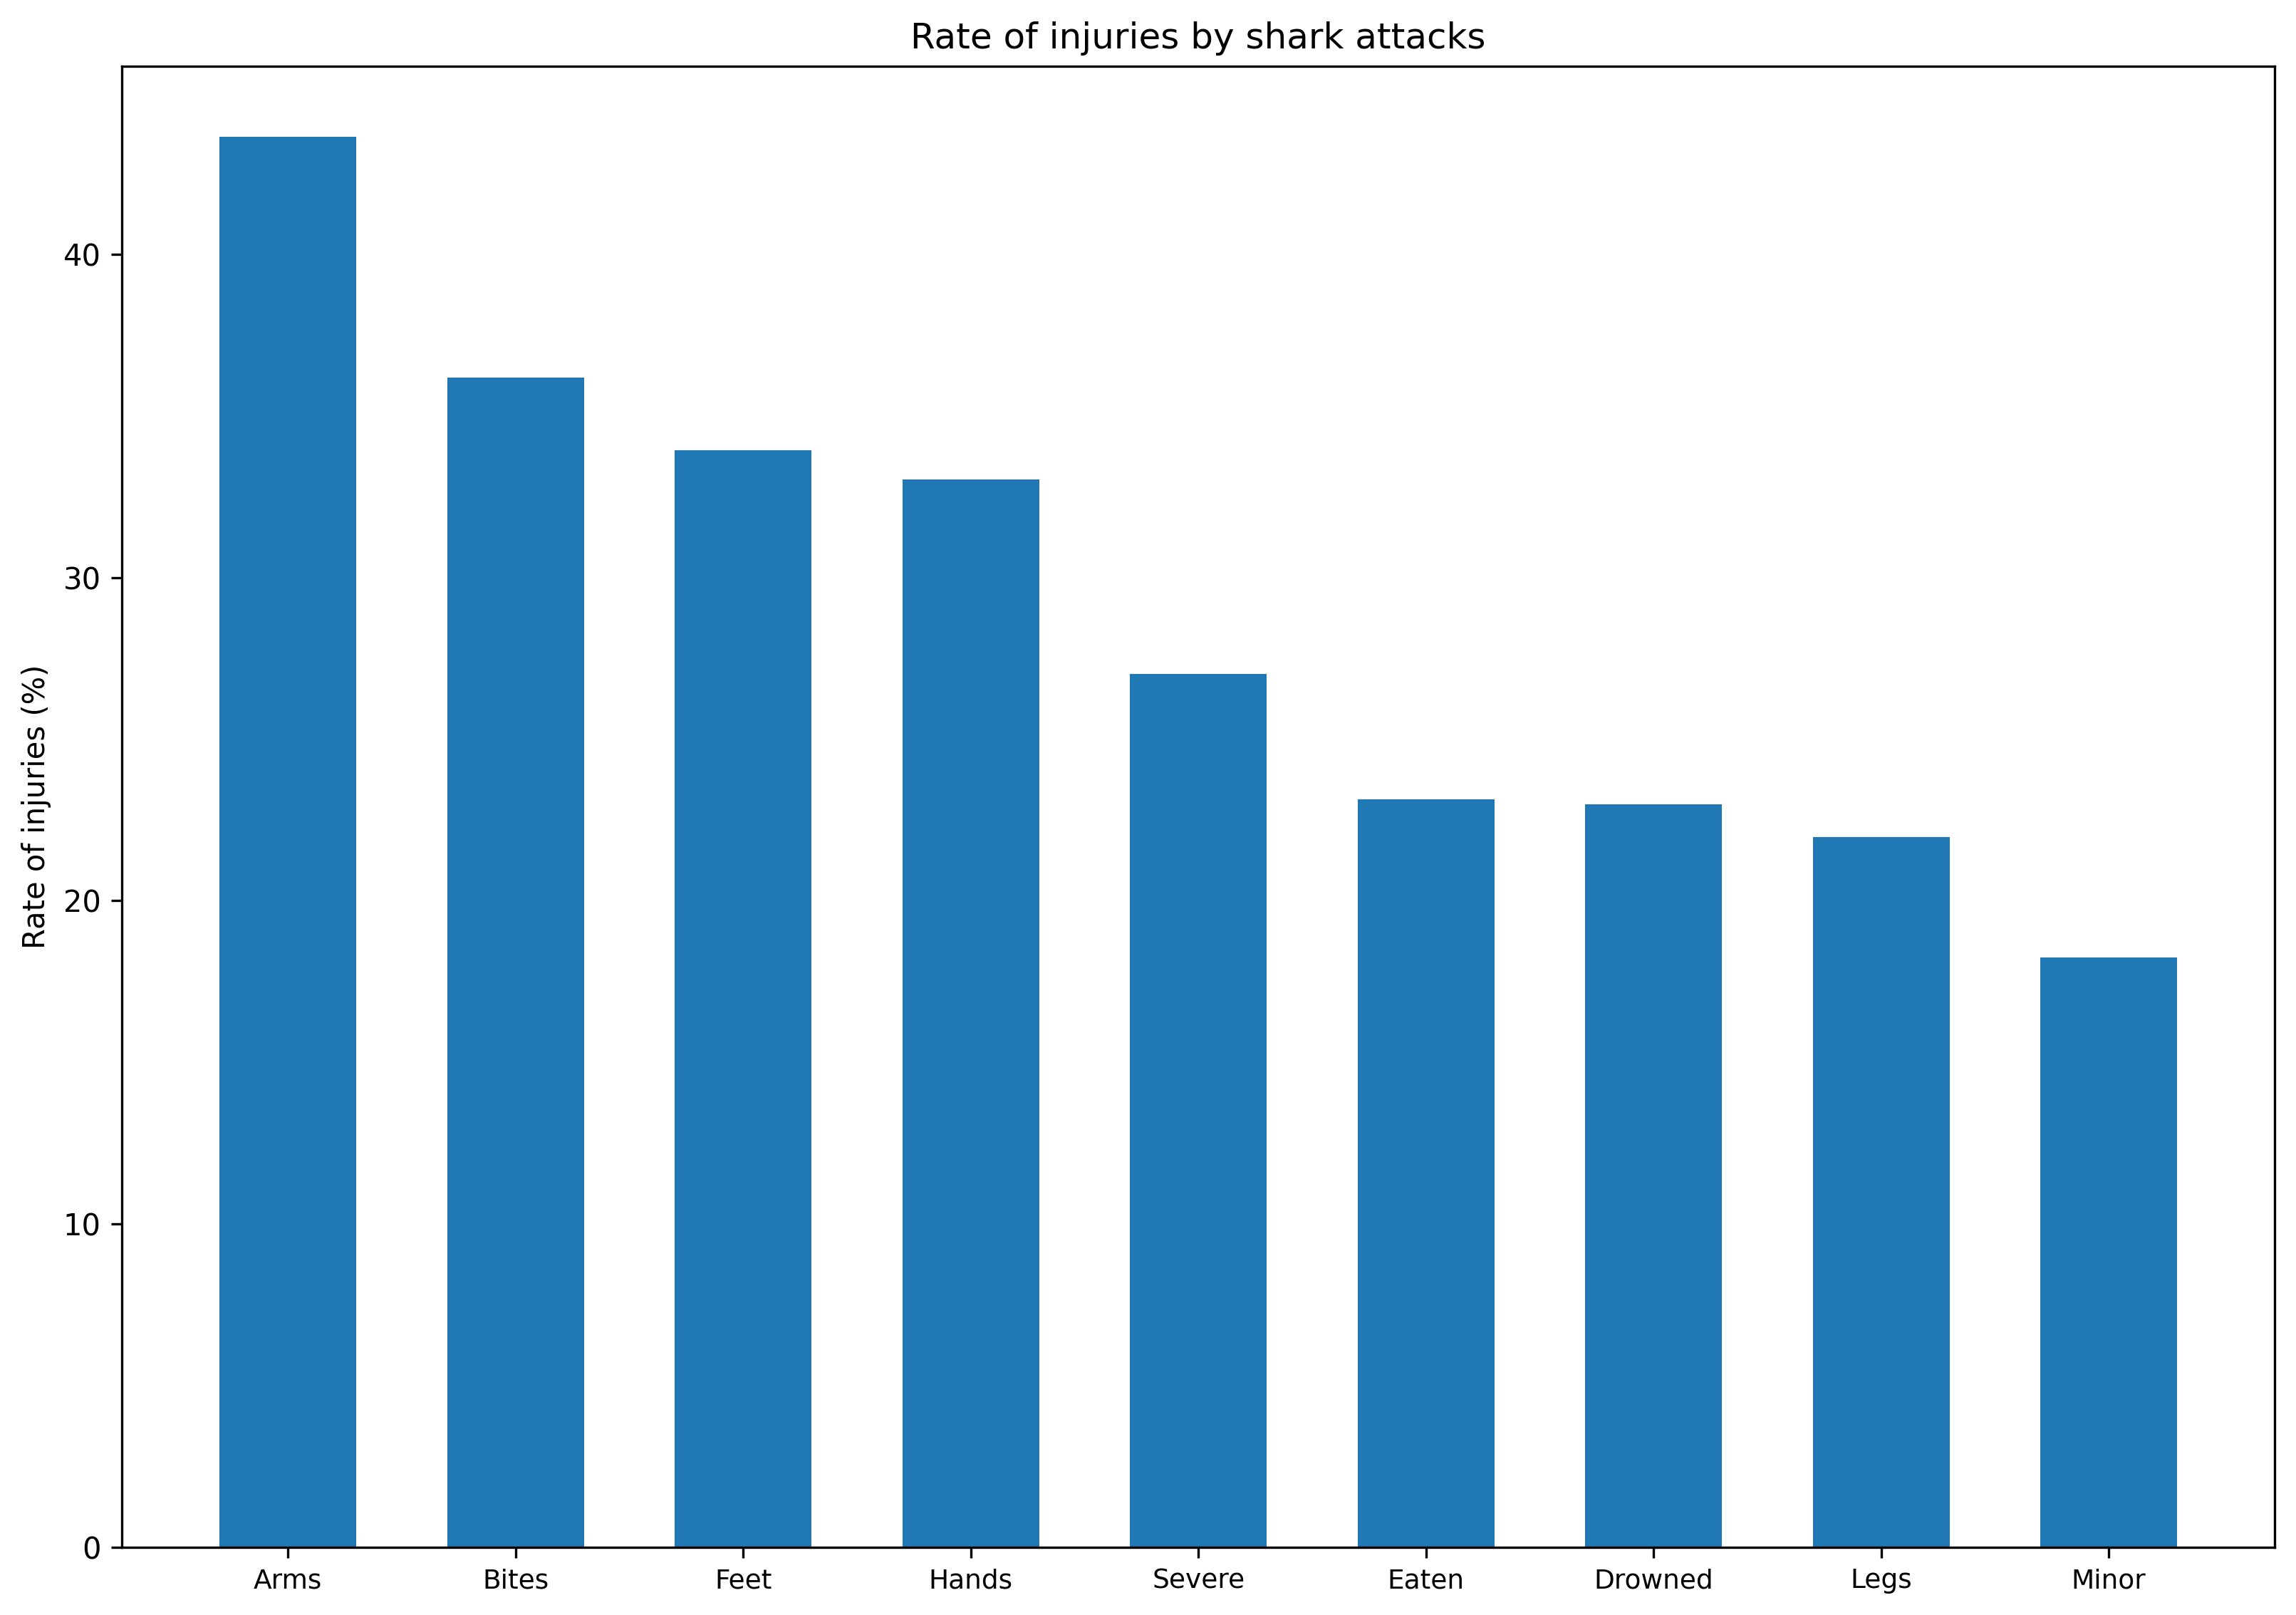 Rate of injuries by shark attacks
Rate of injuries (%)
40
30
20
10
0
Arms Bites Feet Hands Severe Eaten Drowned Legs Minor